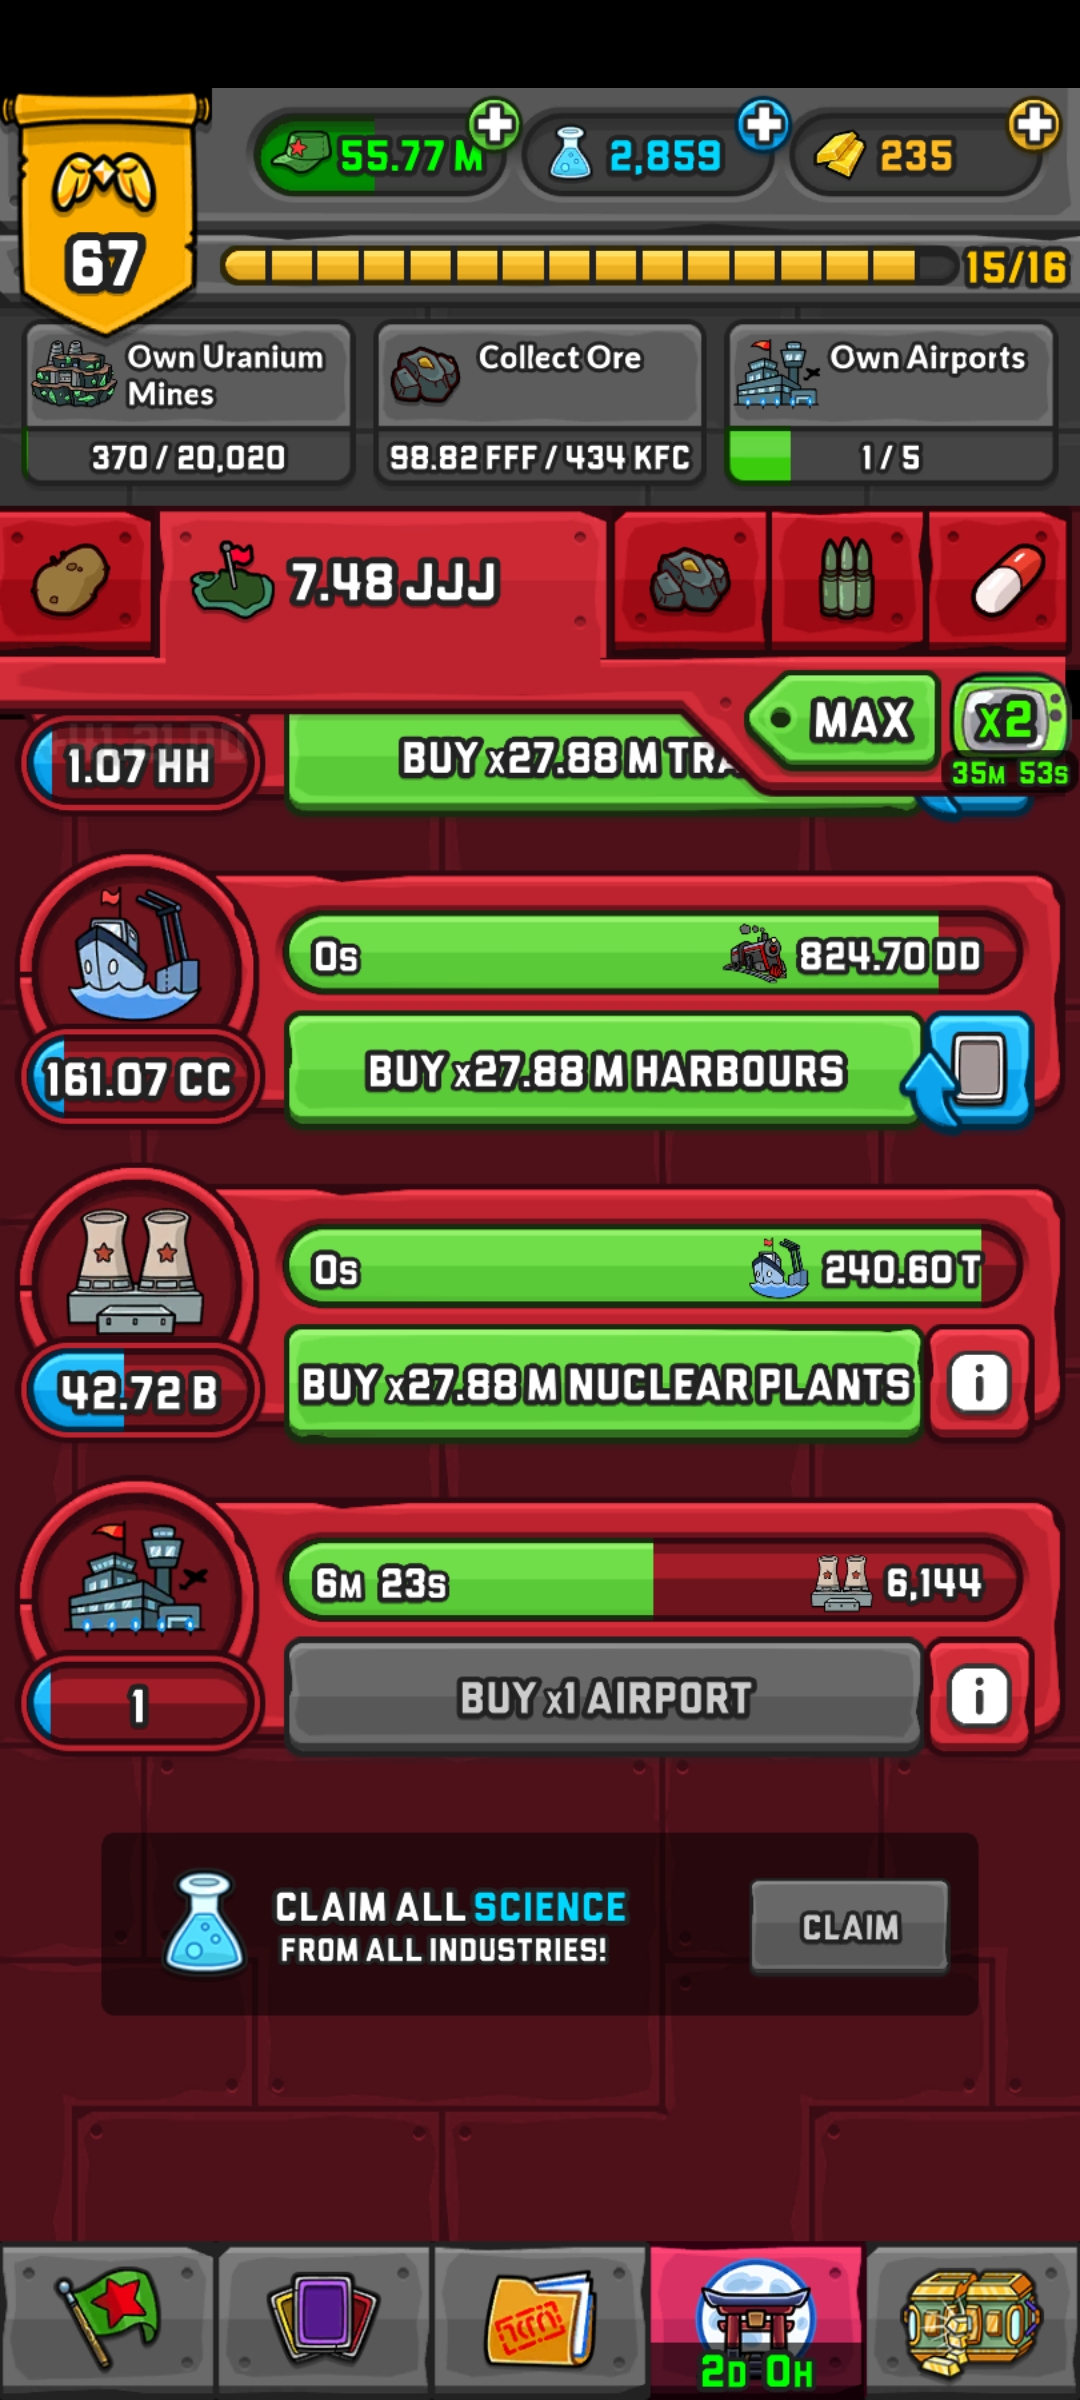 55.77 M
2,859
235
67
15/16
Own Uranium
Mines
370 / 20,020
Collect Ore
98.82 FFF / 434 KFC
Own Airports
1 / 5
7.48 JJJ
MAX
x2
35M 53S
1.07 HH
BUY x27.88 M TRA
0s
824.70 DD
161.07 CC
BUY x27.88 M HARBOURS
0s
240.60 T
42.72 B
BUY x27.88 M NUCLEAR PLANTS
i
6M 23S
6,144
1
BUY x1 AIRPORT
i
CLAIM ALL SCIENCE
FROM ALL INDUSTRIES!
CLAIM
2D 0H